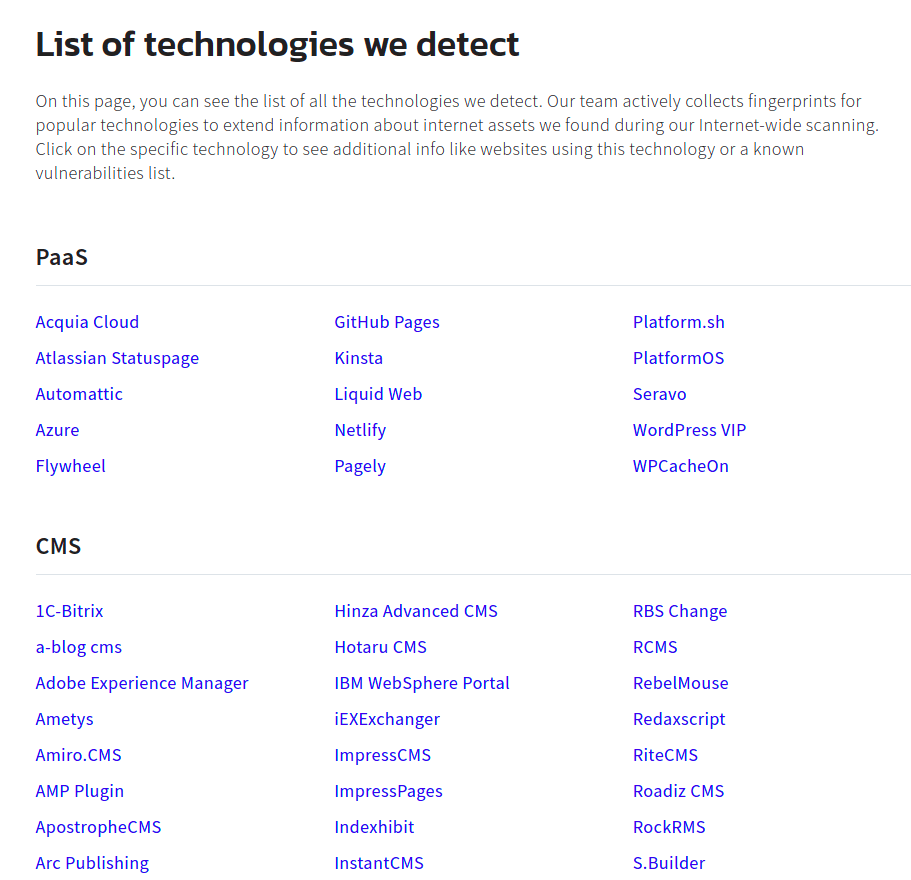 List of technologies we detect
On this page, you can see the list of all the technologies we detect. Our team actively collects fingerprints for
popular technologies to extend information about internet assets we found during our Internet-wide scanning.
Click on the specific technology to see additional info like websites using this technology or a known
vulnerabilities list.
PaaS
Acquia Cloud
Atlassian Statuspage
Automattic
Azure
Flywheel
GitHub Pages
Kinsta
Liquid Web
Netlify
Pagely
Platform.sh
PlatformOS
Seravo
WordPress VIP
WPCacheOn
CMS
1C-Bitrix
a-blog cms
Adobe Experience Manager
Ametys
Amiro.CMS
AMP Plugin
ApostropheCMS
Arc Publishing
Hinza Advanced CMS
Hotaru CMS
IBM WebSphere Portal
iEXExchanger
ImpressCMS
ImpressPages
Indexhibit
InstantCMS
RBS Change
RCMS
RebelMouse
Redaxscript
RiteCMS
Roadiz CMS
RockRMS
S.Builder